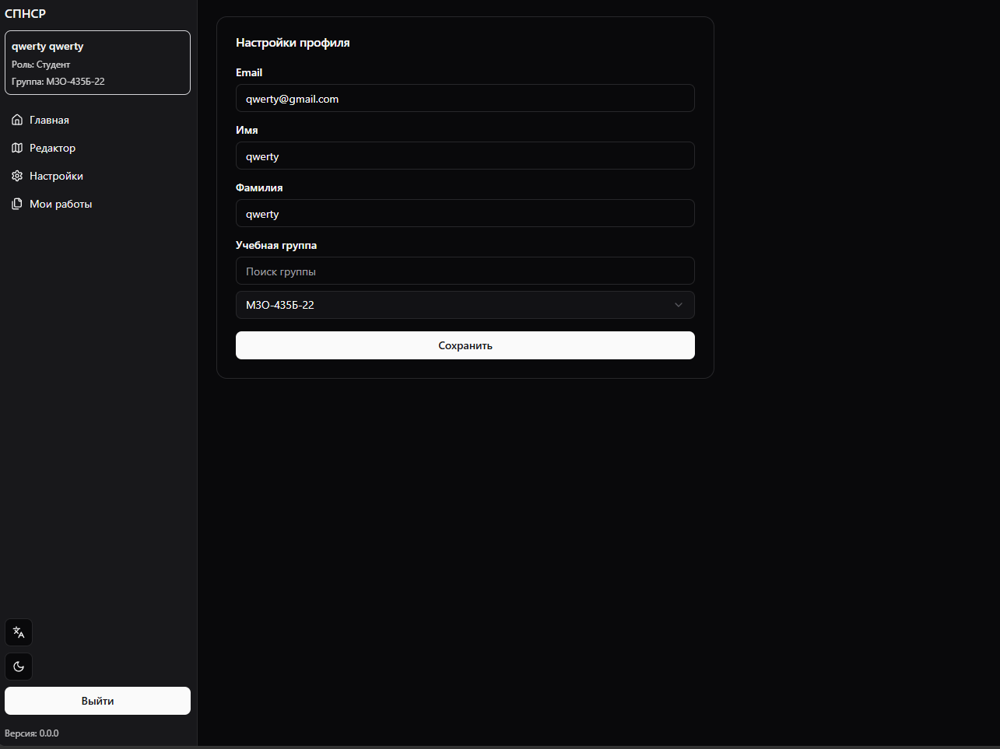 СПНСР
qwerty qwerty
Роль: Студент
Группа: М3О-435Б-22
Главная
Редактор
Настройки
Мои работы
Выйти
Версия: 0.0.0
Настройки профиля
Email
qwerty@gmail.com
Имя
qwerty
Фамилия
qwerty
Учебная группа
Поиск группы
М3О-435Б-22
Сохранить